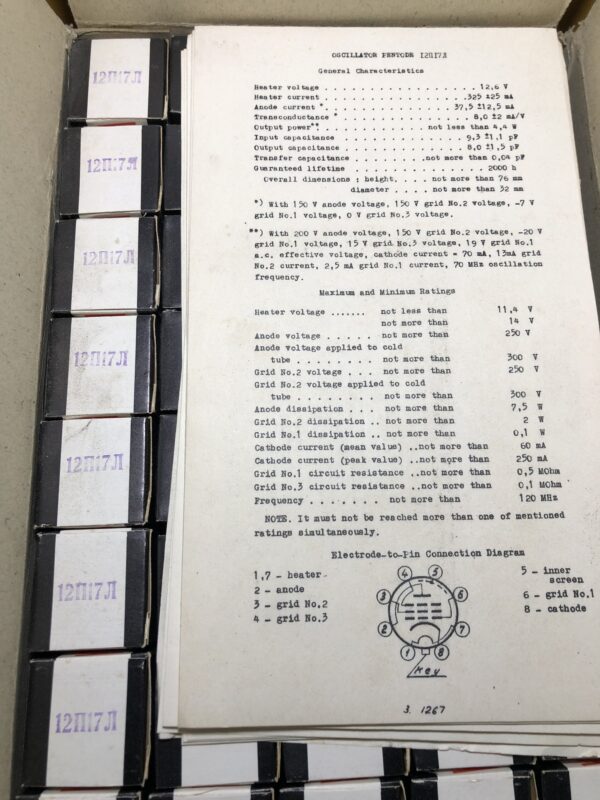 12П17Л
12П17Л
12П17Л
12П17Л
12П17Л
12П17Л
12П17Л
OSCILLATOR PENTODE 12П17Л
General Characteristics
Heater voltage . . . . . . . . . . . . . . . . . 12,6 V
Heater current . . . . . . . . . . . . . . . . .325 ±25 mA
Anode current *. . . . . . . . . . . . . . . . 37,5 ±12,5 mA
Transconductance * . . . . . . . . . . . . . . . 8,0 ±2 mA/V
Output power**. . . . . . . . . . . not less than 4,4 W
Input capacitance . . . . . . . . . . . . . . 9,3 ±1,1 pF
Output capacitance . . . . . . . . . . . . . . 8,0 ±1,5 pF
Transfer capacitance . . . . . . . .not more than 0,04 pF
Guaranteed lifetime . . . . . . . . . . . . . . . 2000 h
Overall dimensions : height. . . . not more than 76 mm
diameter . . . . not more than 32 mm
*) With 150 V anode voltage, 150 V grid No.2 voltage, -7 V
grid No.1 voltage, 0 V grid No.3 voltage.
**) With 200 V anode voltage, 150 V grid No.2 voltage, -20 V
grid No.1 voltage, 15 V grid No.3 voltage, 19 V grid No.1
a.c. effective voltage, cathode current = 70 mA, 13mA grid
No.2 current, 2,5 mA grid No.1 current, 70 MHz oscillation
frequency.
Maximum and Minimum Ratings
Heater voltage ....... not less than 11,4 V
not more than 14 V
Anode voltage . . . . . not more than 250 V
Anode voltage applied to cold
tube . . . . . . . . not more than 300 V
Grid No.2 voltage . . . not more than 250 V
Grid No.2 voltage applied to cold
tube . . . . . . . . not more than 300 V
Anode dissipation . . . not more than 7,5 W
Grid No.2 dissipation .. not more than 2 W
Grid No.1 dissipation .. not more than 0,1 W
Cathode current (mean value) ..not more than 60 mA
Cathode current (peak value) ..not more than 250 mA
Grid No.1 circuit resistance ..not more than 0,5 MOhm
Grid No.3 circuit resistance ..not more than 0,1 MOhm
Frequency . . . . . . . not more than 120 MHz
NOTE. It must not be reached more than one of mentioned
ratings simultaneously.
Electrode-to-Pin Connection Diagram
1,7 - heater
2 - anode
3 - grid No.2
4 - grid No.3
4 5
3 6
2 7
1 8
key
5 - inner
screen
6 - grid No.1
8 - cathode
3. 1267